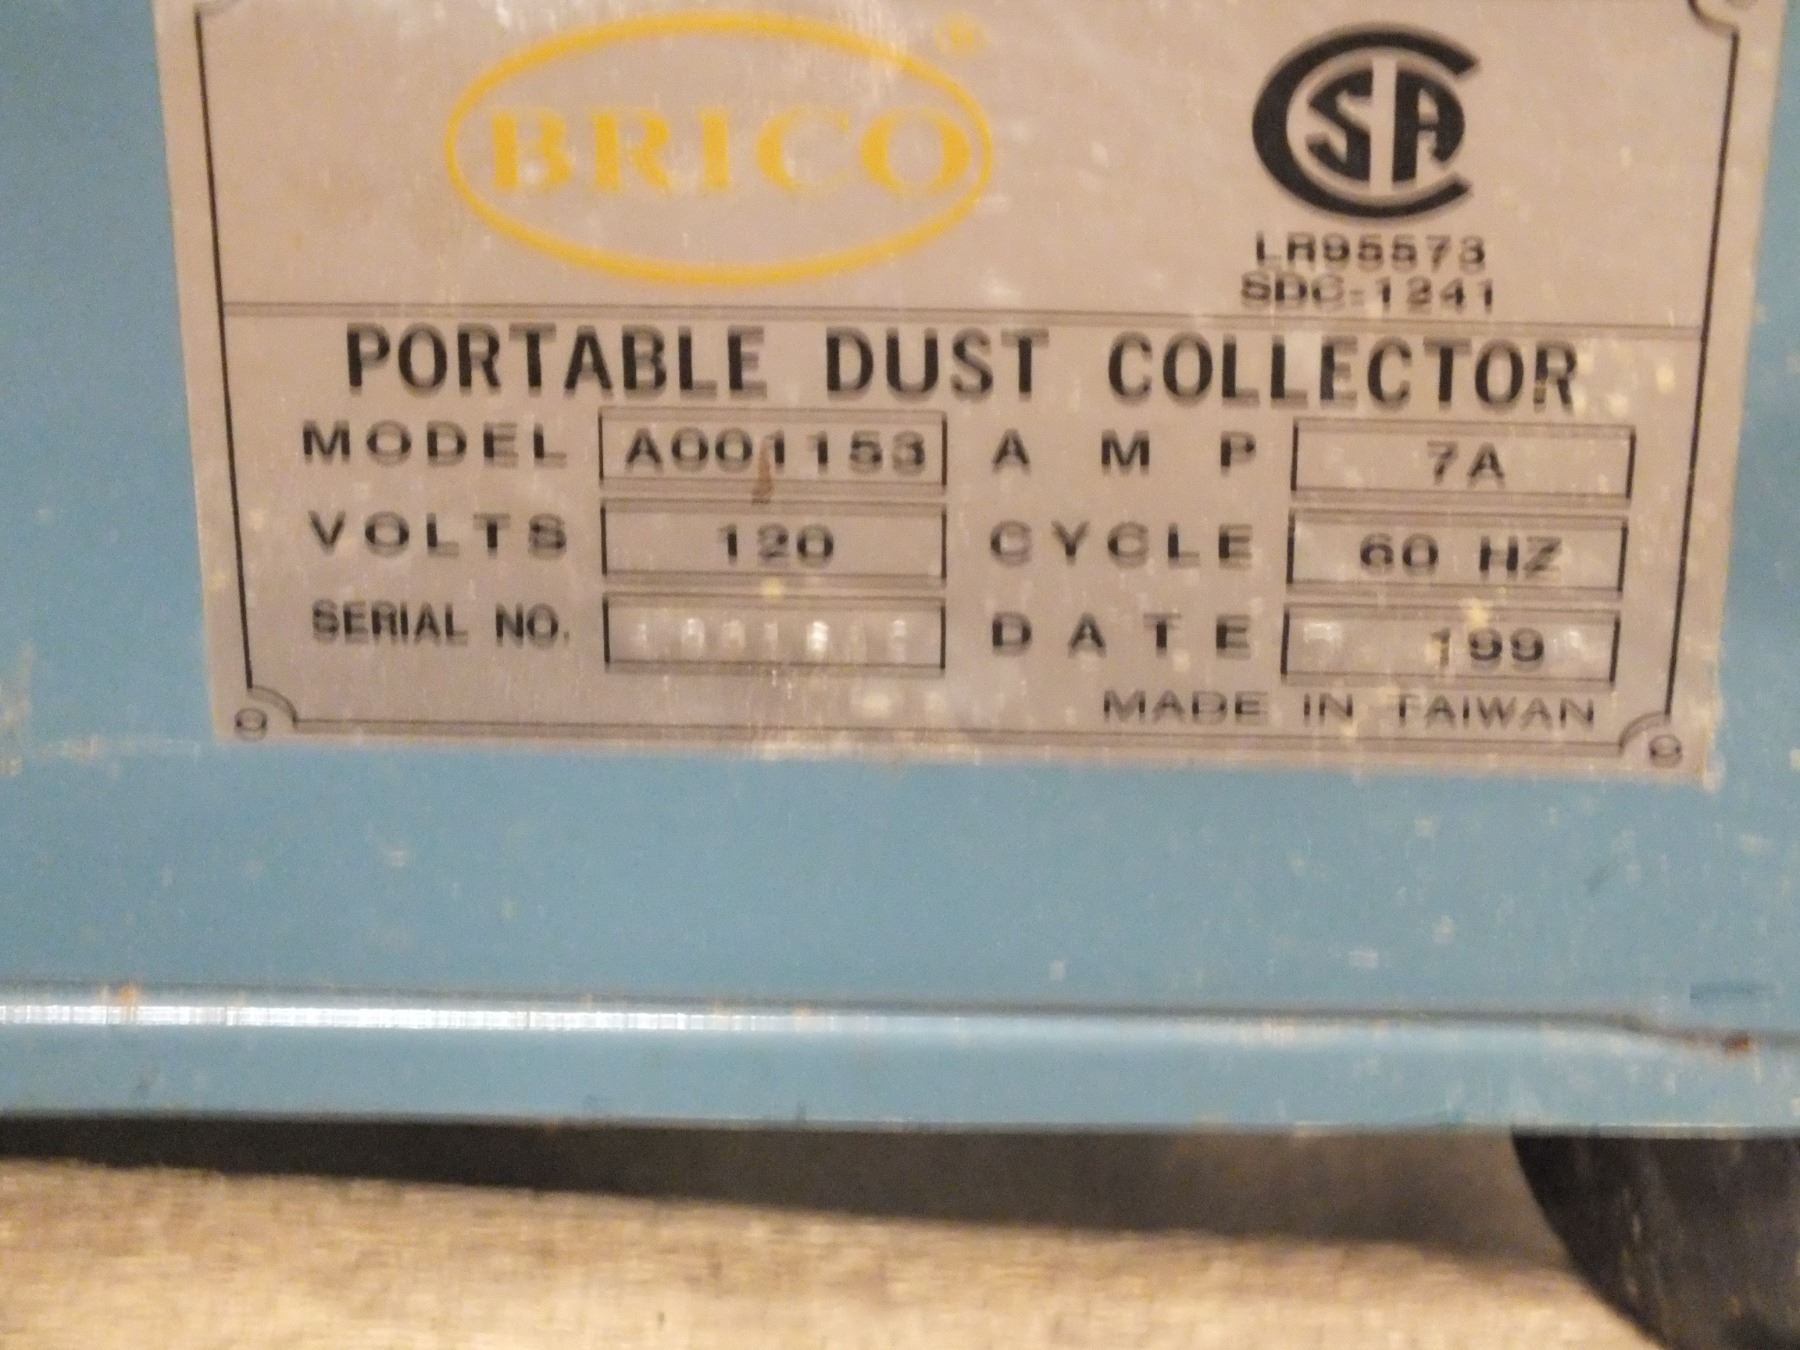 BRICO ®
CSA
LR95573
SDC-1241
PORTABLE DUST COLLECTOR
MODEL A001153 AMP 7A
VOLTS 120 CYCLE 60 HZ
SERIAL NO. DATE 199
MADE IN TAIWAN